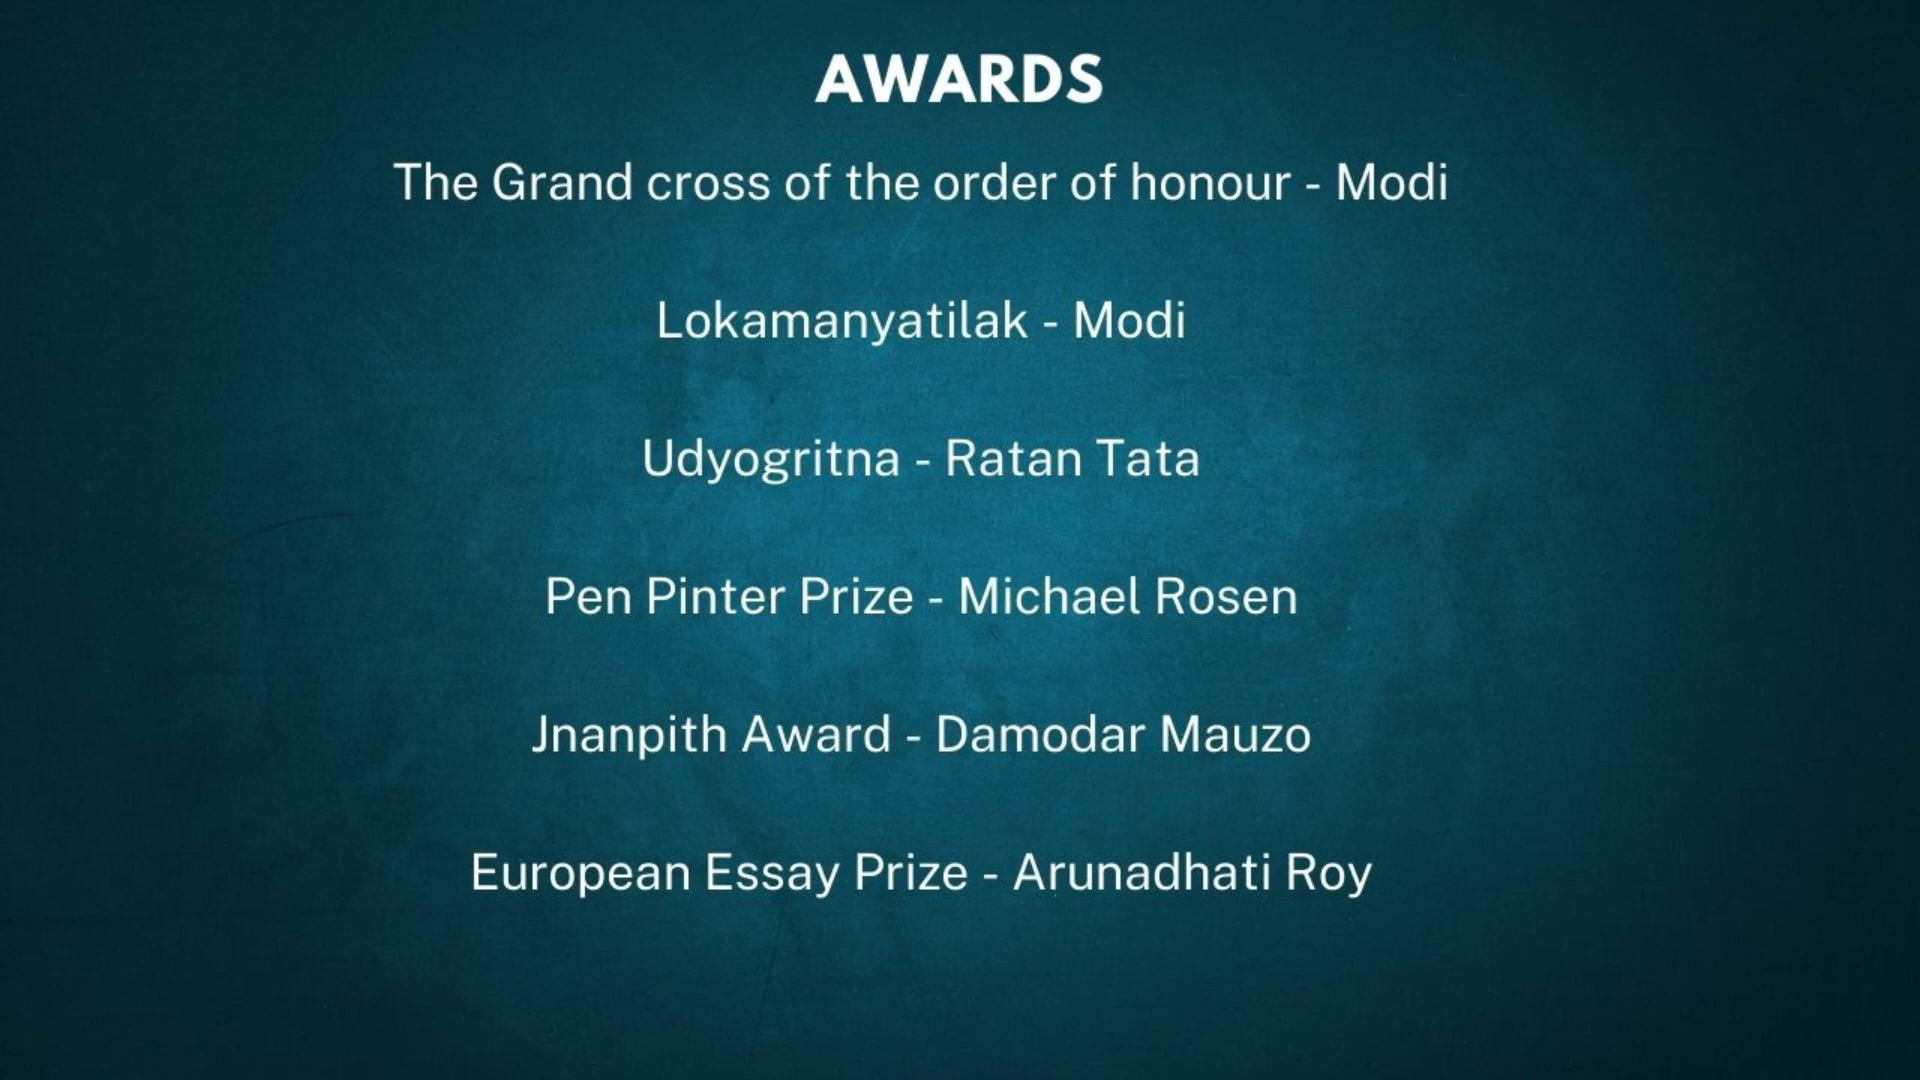 AWARDS
The Grand cross of the order of honour - Modi
Lokamanyatilak - Modi
Udyogritna - Ratan Tata
Pen Pinter Prize - Michael Rosen
Jnanpith Award - Damodar Mauzo
European Essay Prize - Arunadhati Roy